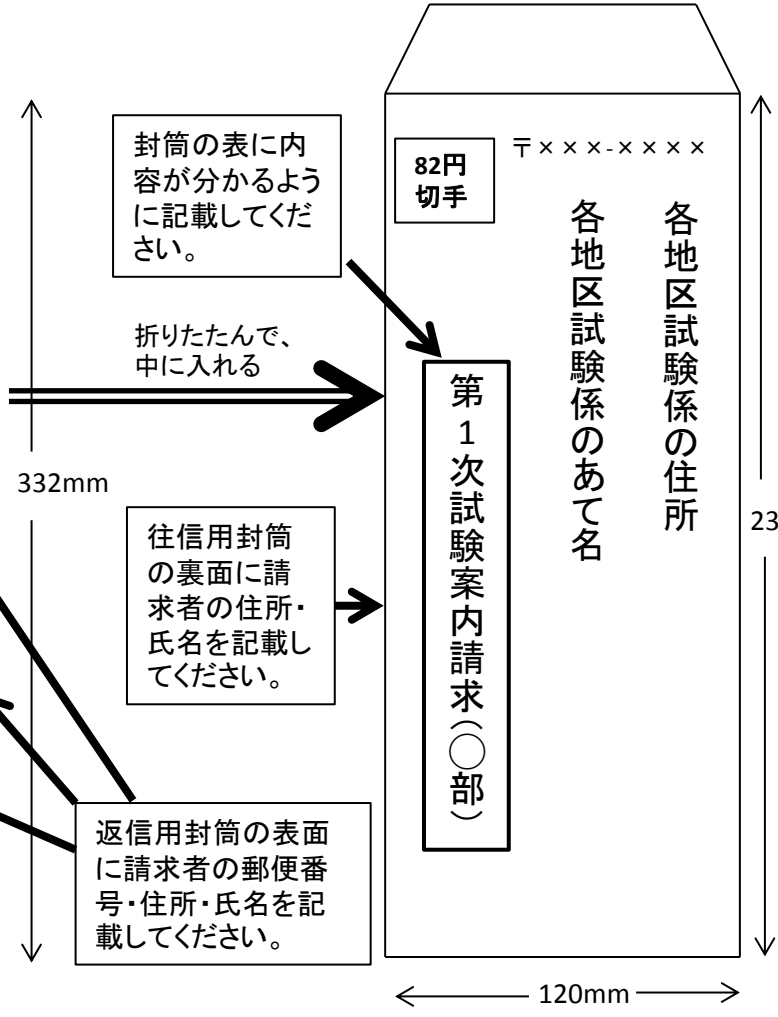 封筒の表に内
容が分かるよう
に記載してくだ
さい。
折りたたんで、
中に入れる
332mm
往信用封筒
の裏面に請
求者の住所・
氏名を記載し
てください。
返信用封筒の表面
に請求者の郵便番
号・住所・氏名を記
載してください。
82円
切手
〒×××-××××
各地区試験係の住所
各地区試験係のあて名
第1次試験案内請求(○部)
23
120mm